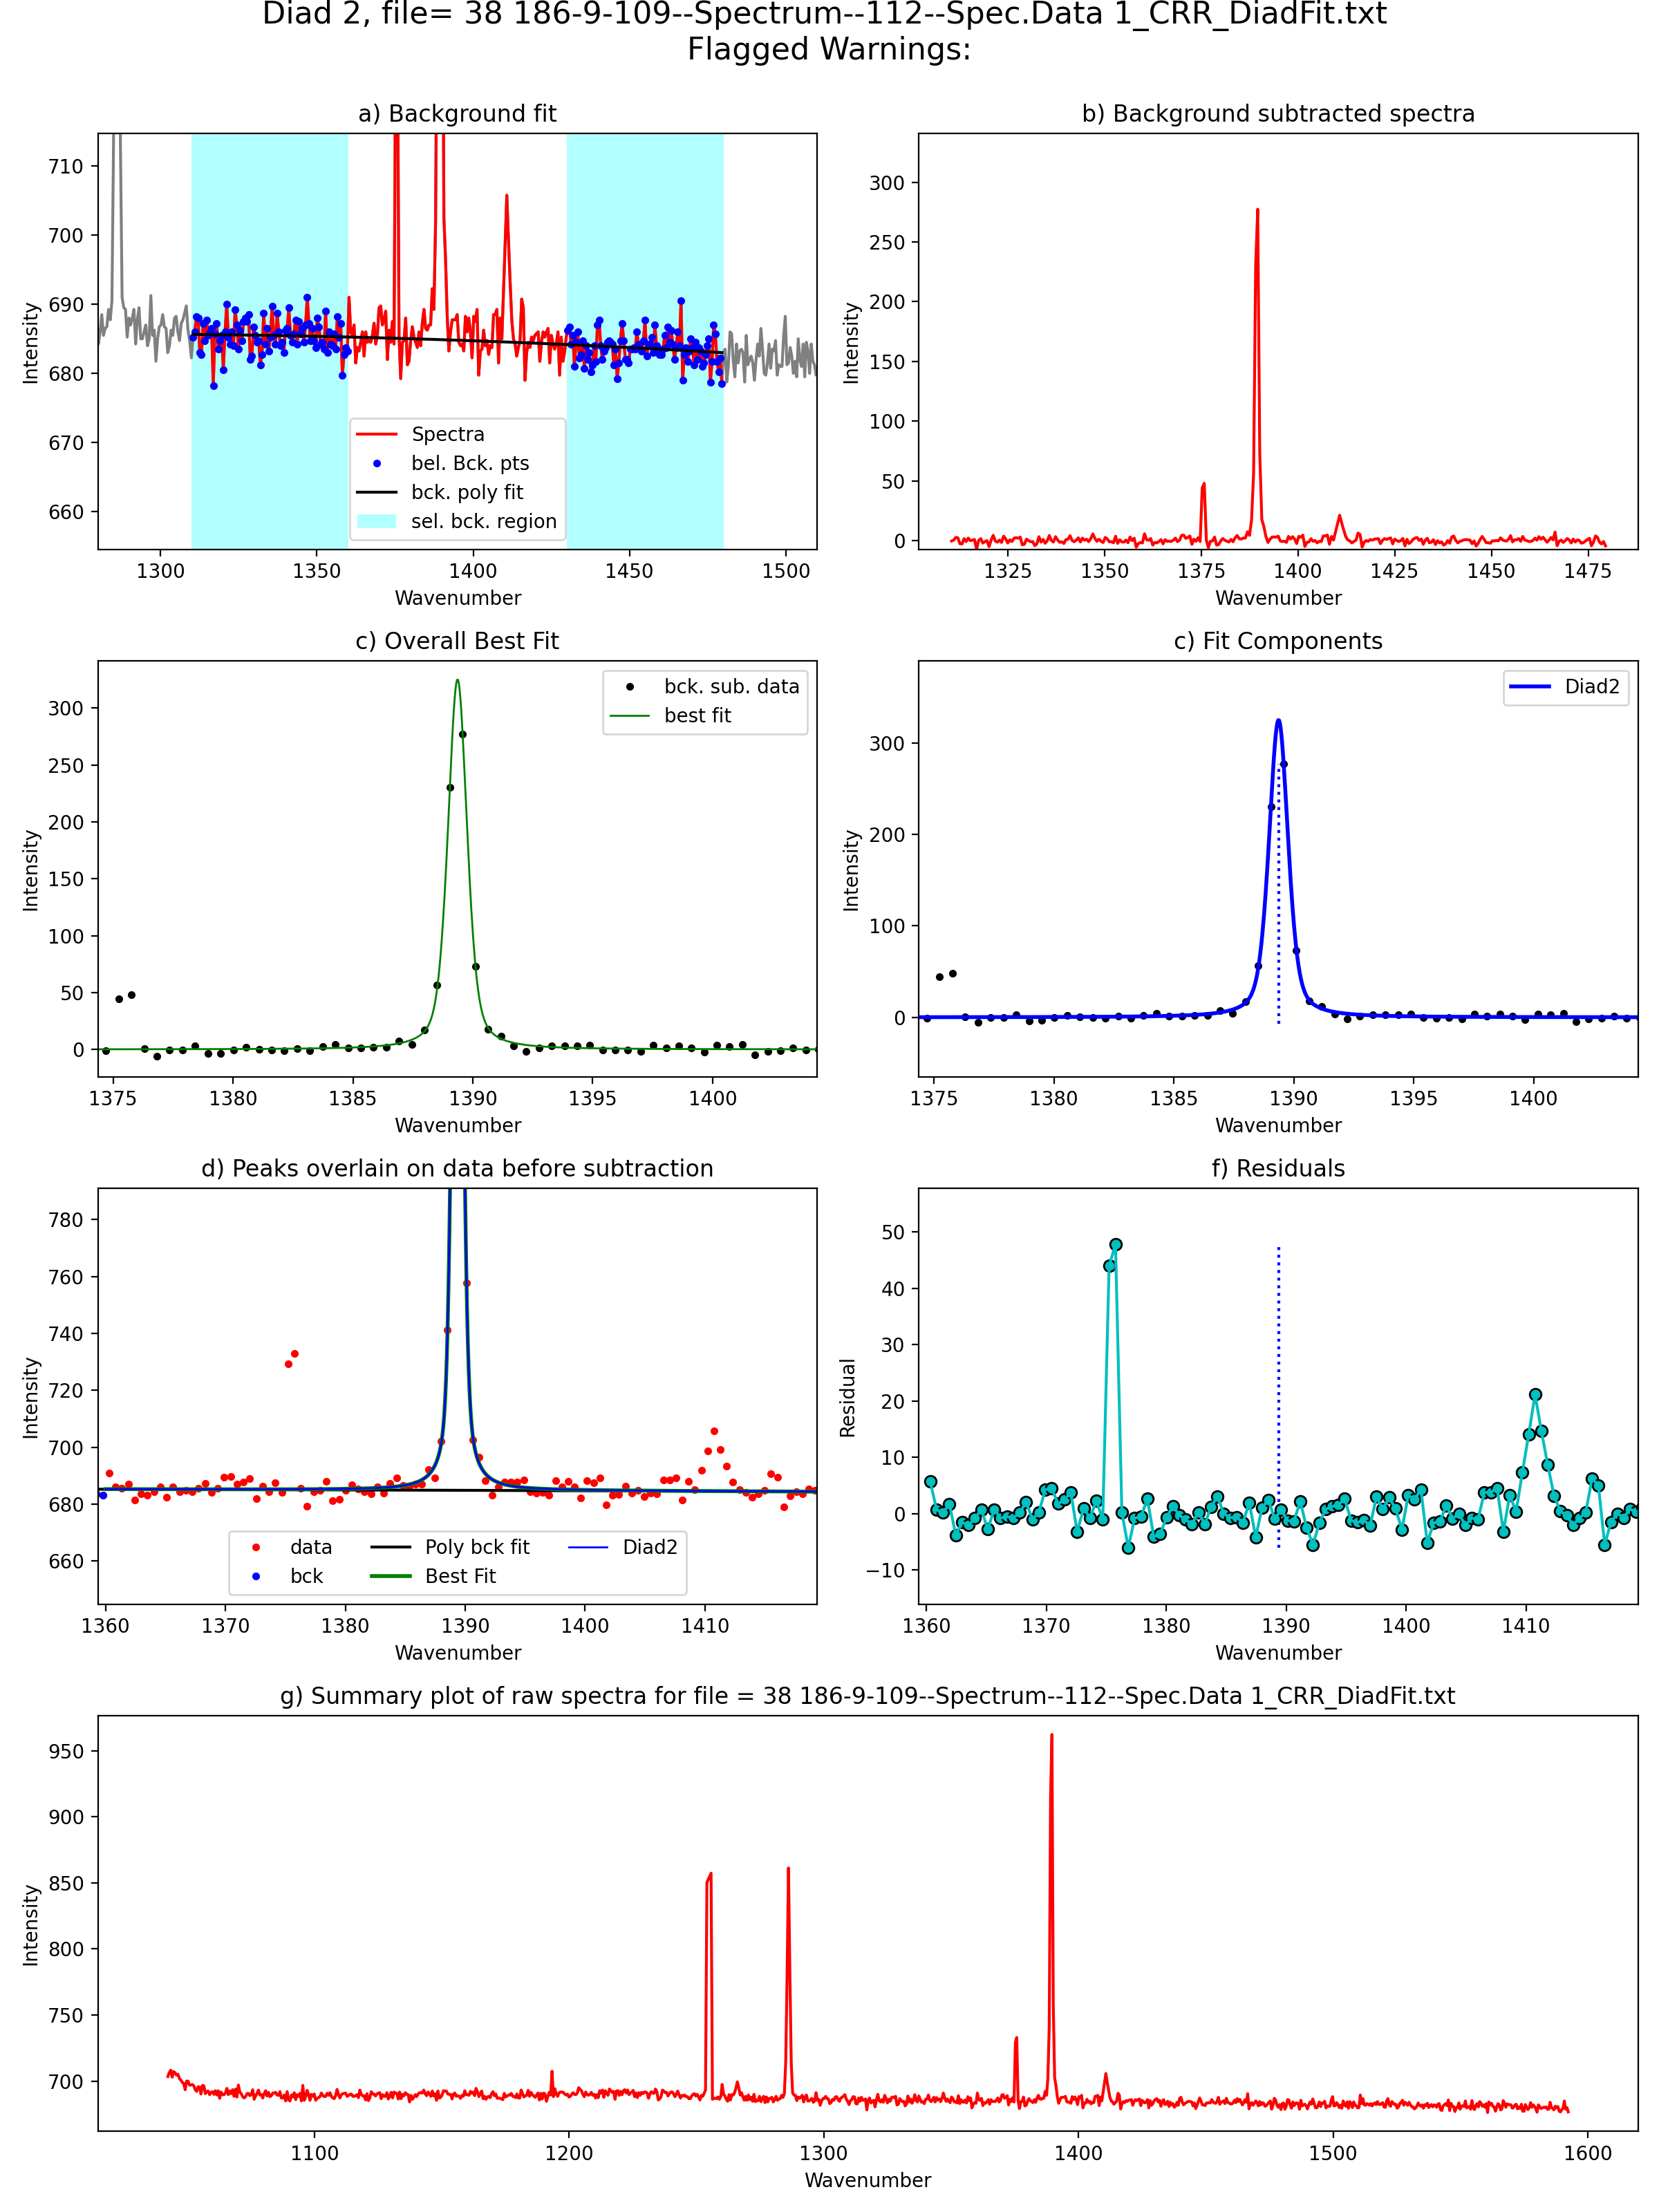 Diad 2, file= 38 186-9-109--Spectrum--112--Spec.Data 1_CRR_DiadFit.txt
Flagged Warnings:
a) Background fit
710
700
690
680
670
660
Intensity
Spectra
bel. Bck. pts
bck. poly fit
sel. bck. region
1300 1350 1400 1450 1500
Wavenumber
b) Background subtracted spectra
300
250
200
150
100
50
0
Intensity
1325 1350 1375 1400 1425 1450 1475
Wavenumber
c) Overall Best Fit
300
250
200
150
100
50
0
Intensity
bck. sub. data
best fit
1375 1380 1385 1390 1395 1400
Wavenumber
c) Fit Components
300
200
100
0
Intensity
Diad2
1375 1380 1385 1390 1395 1400
Wavenumber
d) Peaks overlain on data before subtraction
780
760
740
720
700
680
660
Intensity
data Poly bck fit Diad2
bck Best Fit
1360 1370 1380 1390 1400 1410
Wavenumber
f) Residuals
50
40
30
20
10
0
−10
Residual
1360 1370 1380 1390 1400 1410
Wavenumber
g) Summary plot of raw spectra for file = 38 186-9-109--Spectrum--112--Spec.Data 1_CRR_DiadFit.txt
950
900
850
800
750
700
Intensity
1100 1200 1300 1400 1500 1600
Wavenumber